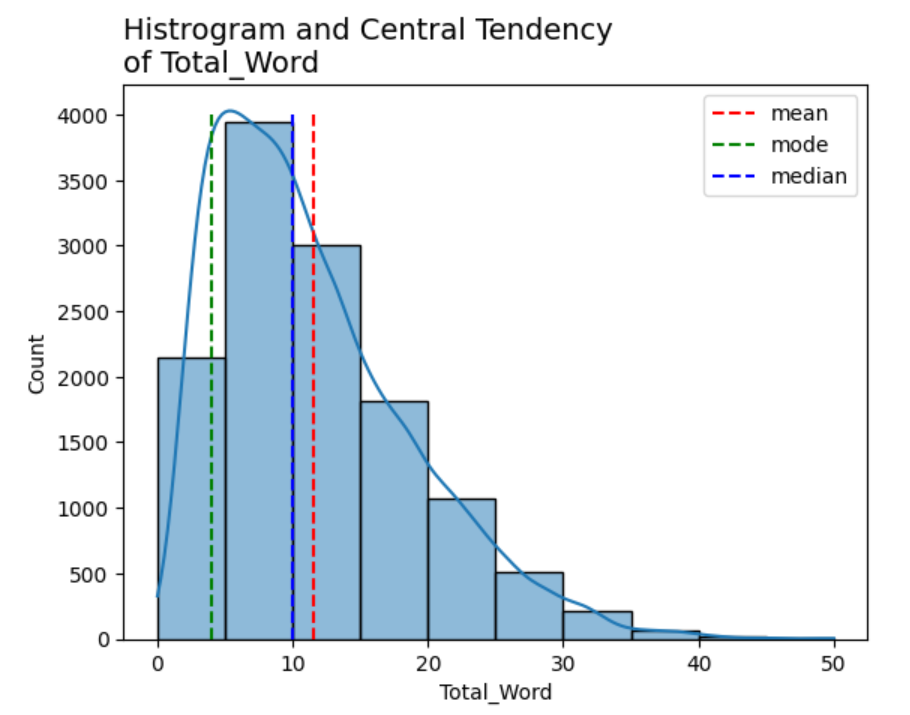 Histrogram and Central Tendency
of Total_Word
mean
mode
median
4000
3500
3000
2500
2000
1500
1000
500
0
Count
0 10 20 30 40 50
Total_Word